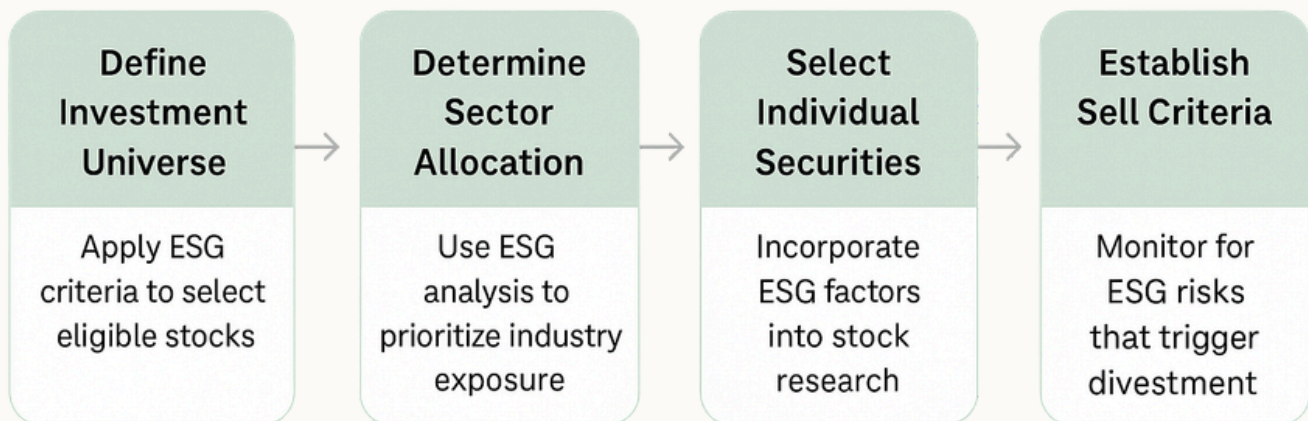 Define
Investment
Universe
Apply ESG
criteria to select
eligible stocks
Determine
Sector
Allocation
Use ESG
analysis to
prioritize industry
exposure
Select
Individual
Securities
Incorporate
ESG factors
into stock
research
Establish
Sell Criteria
Monitor for
ESG risks
that trigger
divestment